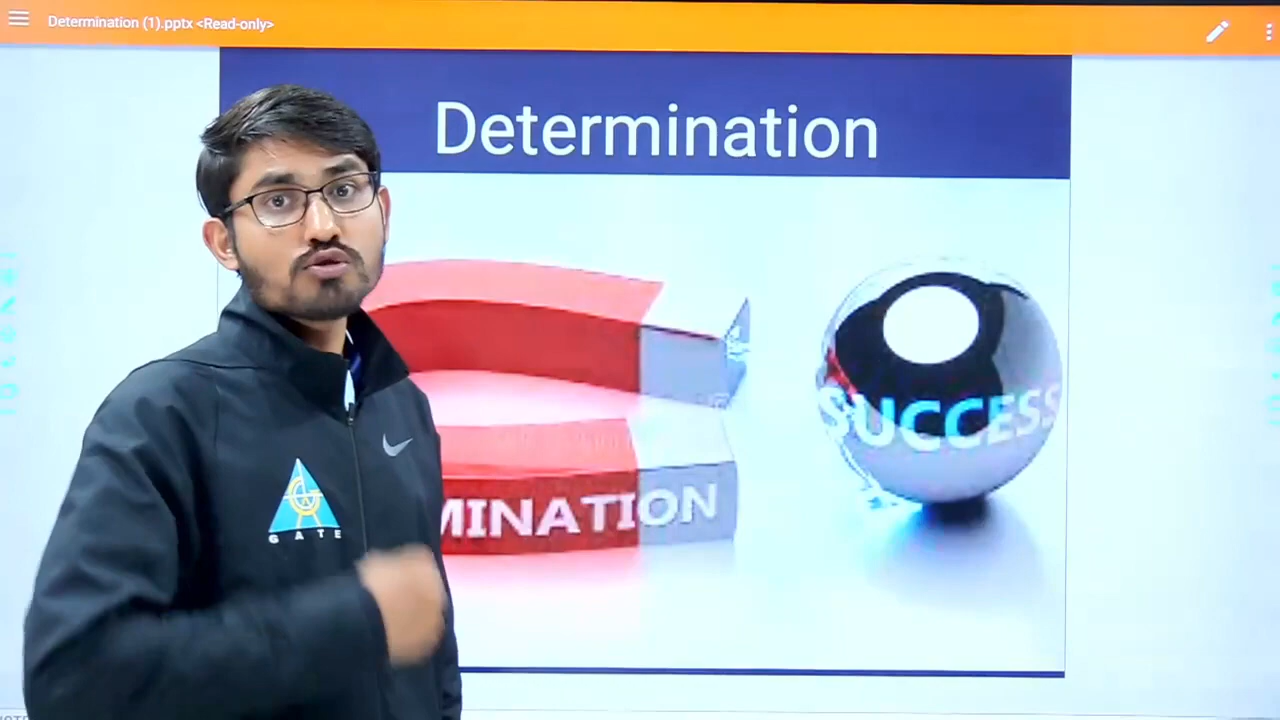 Determination (1).pptx <Read-only>
Determination
SUCCESS
MINATION
GATE